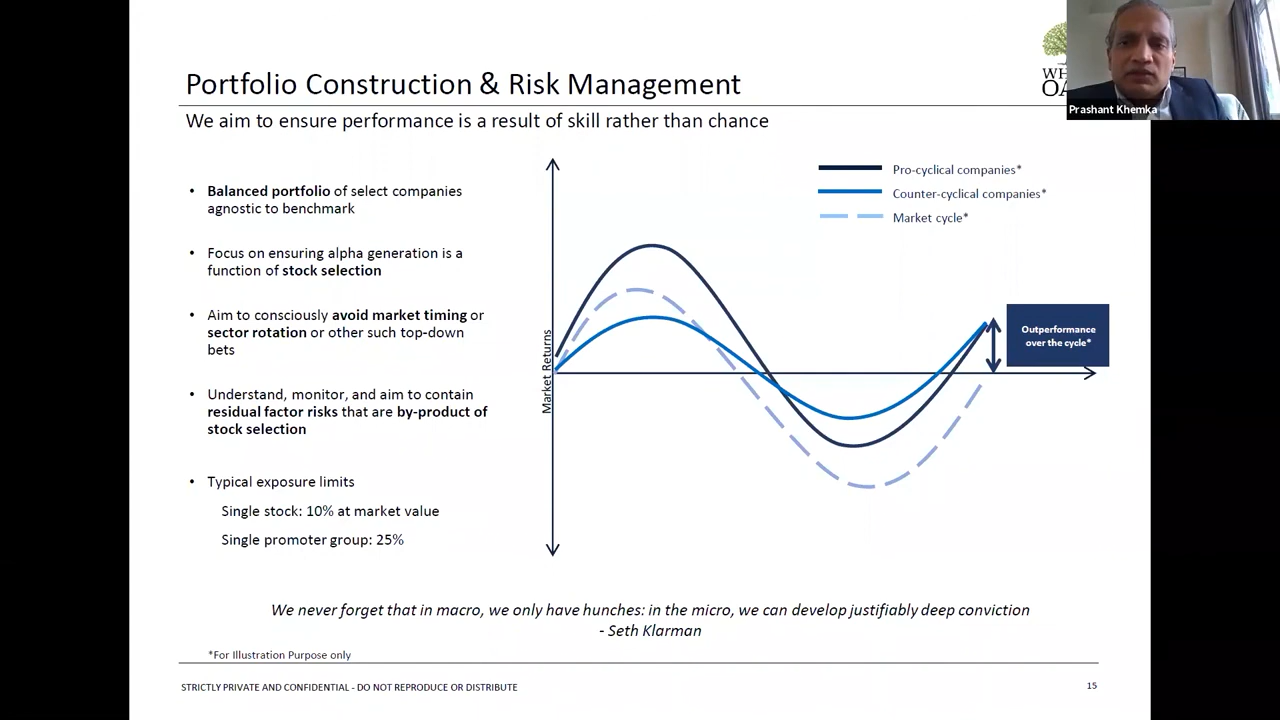 Portfolio Construction & Risk Management
WH
OA
Prashant Khemka
We aim to ensure performance is a result of skill rather than chance
• Balanced portfolio of select companies
agnostic to benchmark
• Focus on ensuring alpha generation is a
function of stock selection
• Aim to consciously avoid market timing or
sector rotation or other such top-down
bets
• Understand, monitor, and aim to contain
residual factor risks that are by-product of
stock selection
• Typical exposure limits
Single stock: 10% at market value
Single promoter group: 25%
Market Returns
Pro-cyclical companies*
Counter-cyclical companies*
Market cycle*
Outperformance
over the cycle*
We never forget that in macro, we only have hunches: in the micro, we can develop justifiably deep conviction
- Seth Klarman
*For Illustration Purpose only
STRICTLY PRIVATE AND CONFIDENTIAL - DO NOT REPRODUCE OR DISTRIBUTE
15